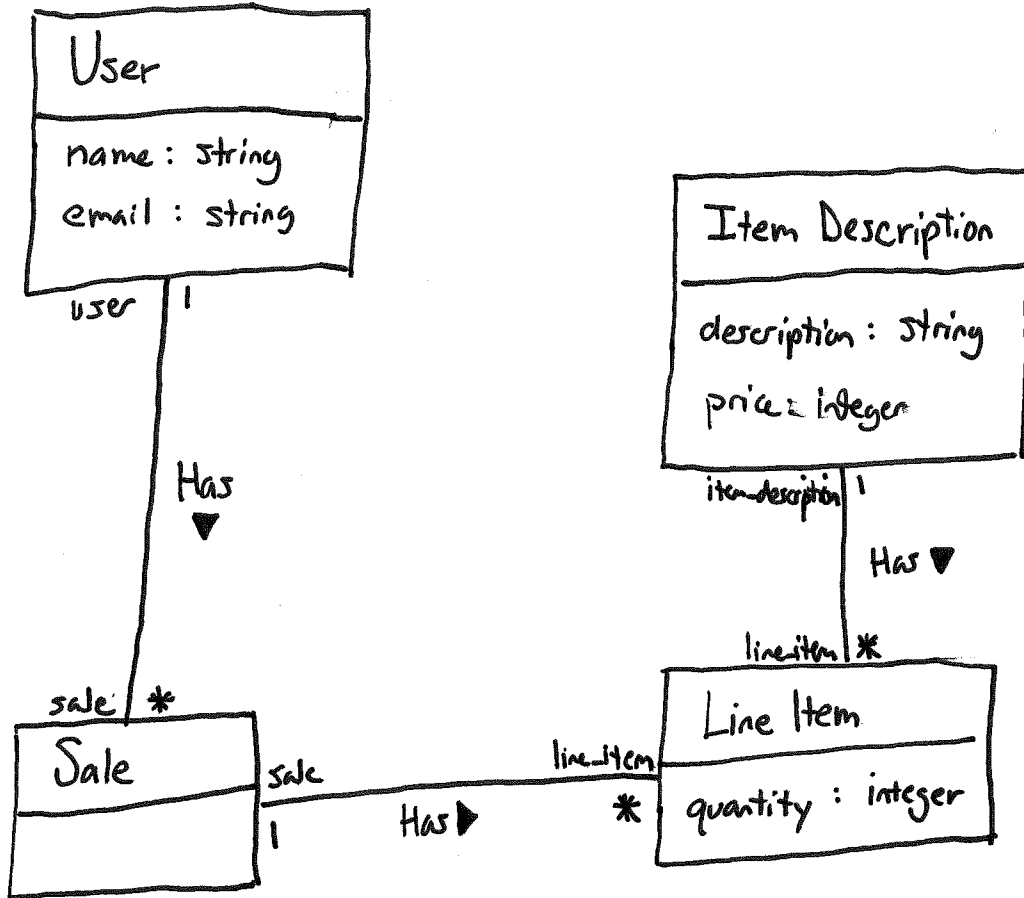 User
name : string
email : string
user 1
Has
sale *
Sale
sale
1
Has
line_item
*
Item Description
description : string
price : integer
item_description 1
Has
line_item *
Line Item
quantity : integer